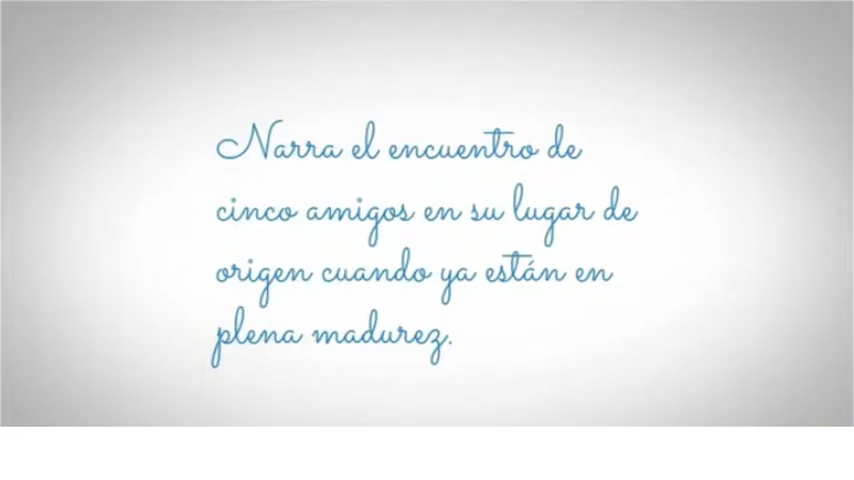 Narra el encuentro de
cinco amigos en su lugar de
origen cuando ya están en
plena madurez.